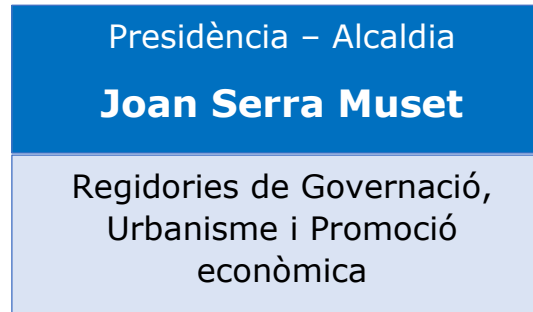 Presidència – Alcaldia
Joan Serra Muset
Regidories de Governació,
Urbanisme i Promoció
econòmica